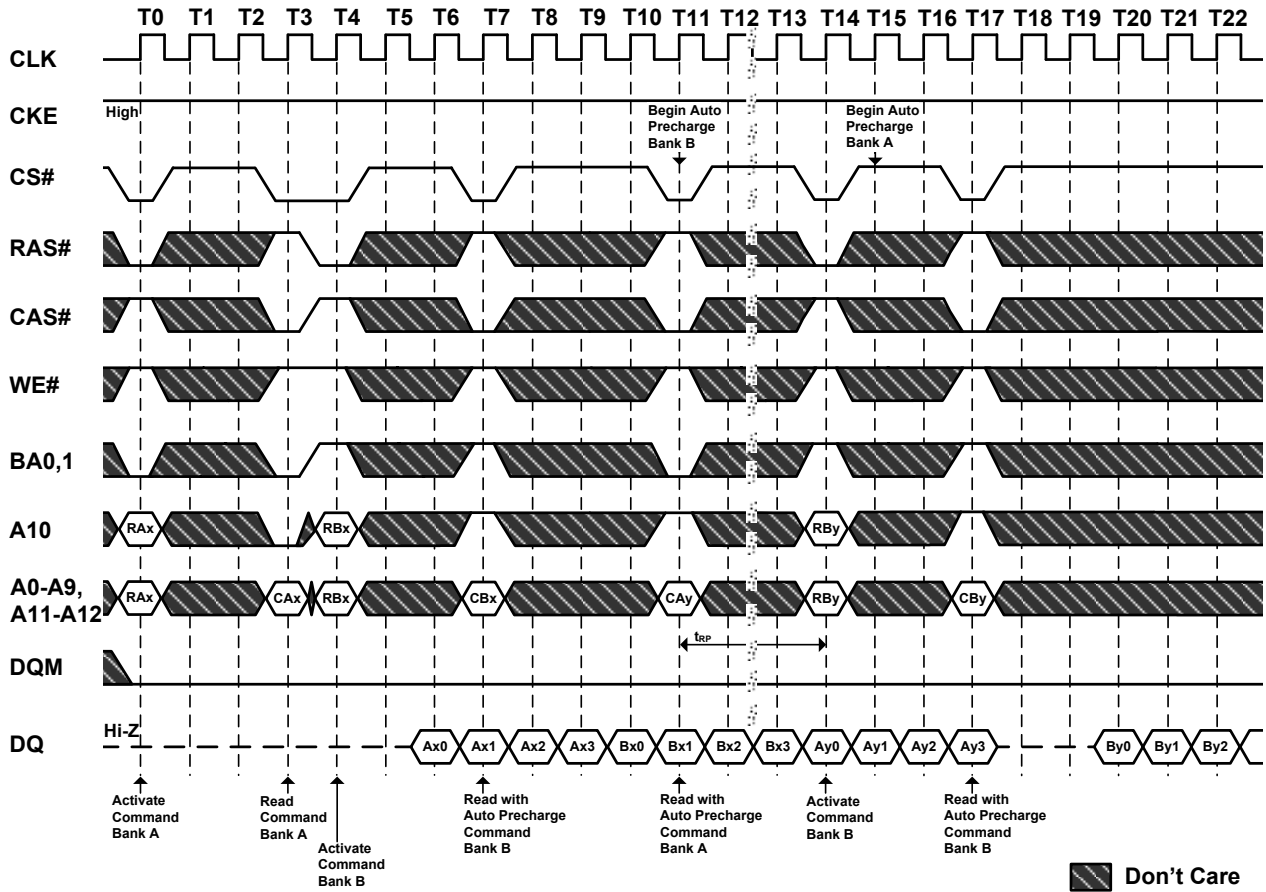 T0 T1 T2 T3 T4 T5 T6 T7 T8 T9 T10 T11 T12 T13 T14 T15 T16 T17 T18 T19 T20 T21 T22
CLK
CKE
High
Begin Auto
Precharge
Bank B
Begin Auto
Precharge
Bank A
CS#
RAS#
CAS#
WE#
BA0,1
A10
RAx RBx RBy
A0-A9,
A11-A12
RAx CAx RBx CBx CAy RBy CBy
tRP
DQM
DQ
Hi-Z
Ax0 Ax1 Ax2 Ax3 Bx0 Bx1 Bx2 Bx3 Ay0 Ay1 Ay2 Ay3 By0 By1 By2
Activate
Command
Bank A
Read
Command
Bank A
Activate
Command
Bank B
Read with
Auto Precharge
Command
Bank B
Read with
Auto Precharge
Command
Bank A
Activate
Command
Bank B
Read with
Auto Precharge
Command
Bank B
Don't Care